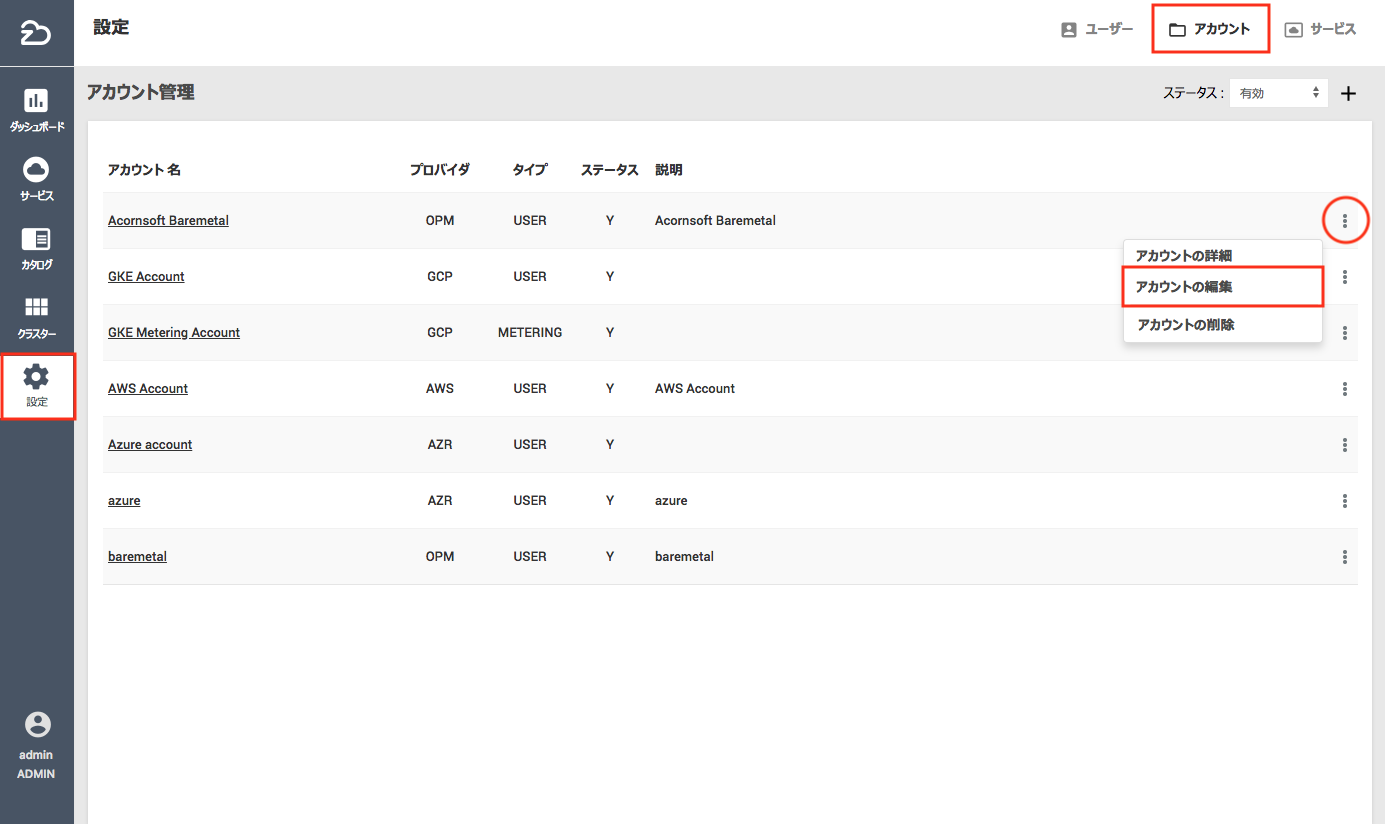 設定
ユーザー アカウント サービス
アカウント管理
ステータス : 有効
ダッシュボード
サービス
カタログ
クラスター
設定
admin
ADMIN
アカウント 名 プロバイダ タイプ ステータス 説明
Acornsoft Baremetal OPM USER Y Acornsoft Baremetal
GKE Account GCP USER Y
GKE Metering Account GCP METERING Y
AWS Account AWS USER Y AWS Account
Azure account AZR USER Y
azure AZR USER Y azure
baremetal OPM USER Y baremetal
アカウントの詳細
アカウントの編集
アカウントの削除